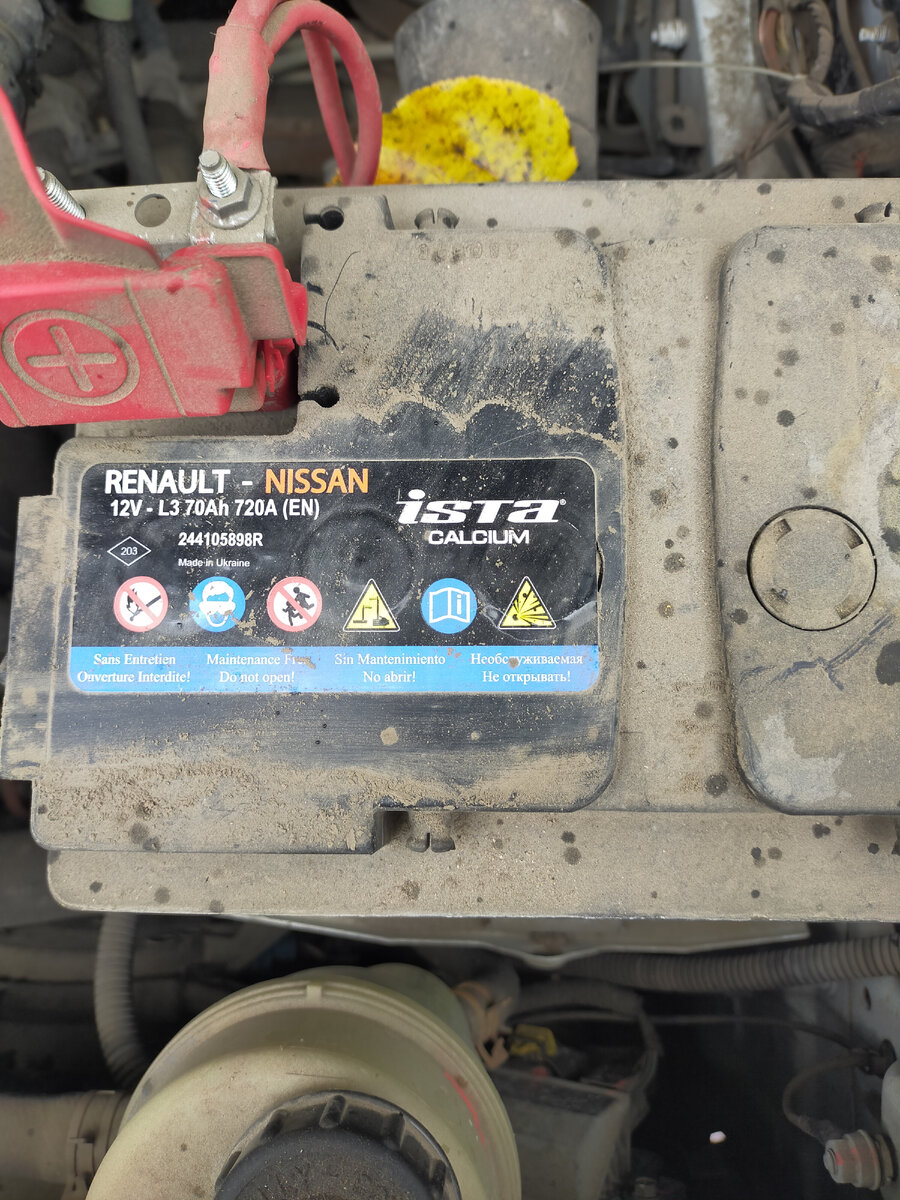 RENAULT - NISSAN
12V - L3 70Ah 720A (EN)
ista®
CALCIUM
244105898R
203
Made in Ukraine
Sans Entretien
Ouverture Interdite!
Maintenance
Do not open!
Sin Mantenimiento
No abrir!
Необслуживаемая
Не открывать!